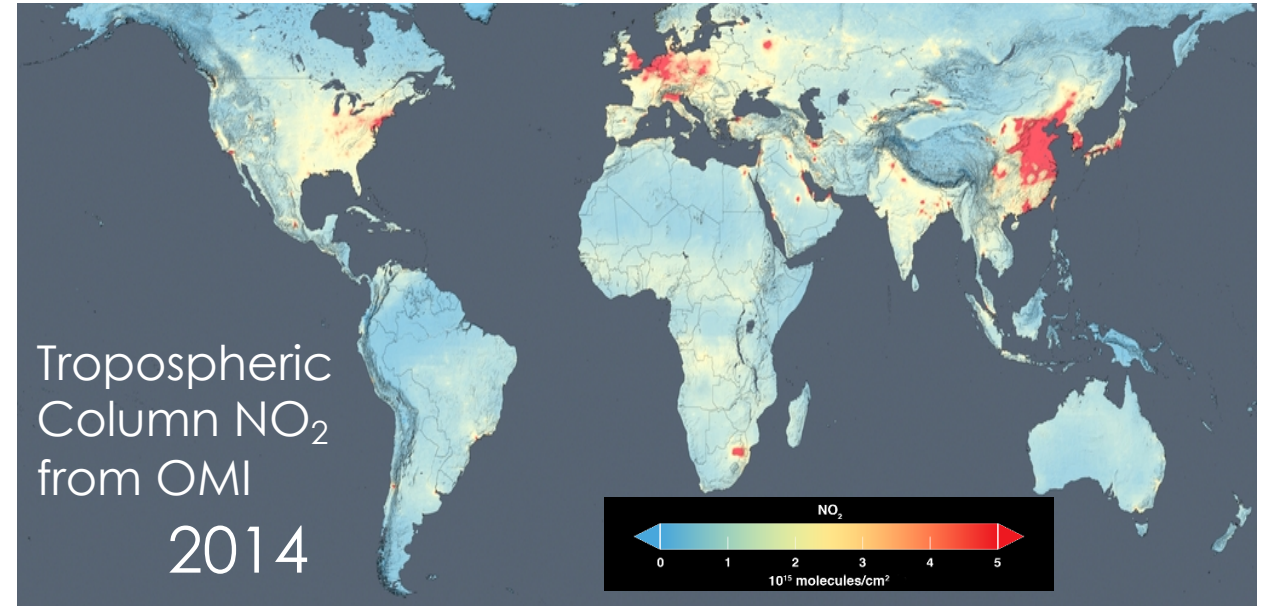 Tropospheric
Column NO₂
from OMI
2014
NO₂
0 1 2 3 4 5
10¹⁵ molecules/cm²